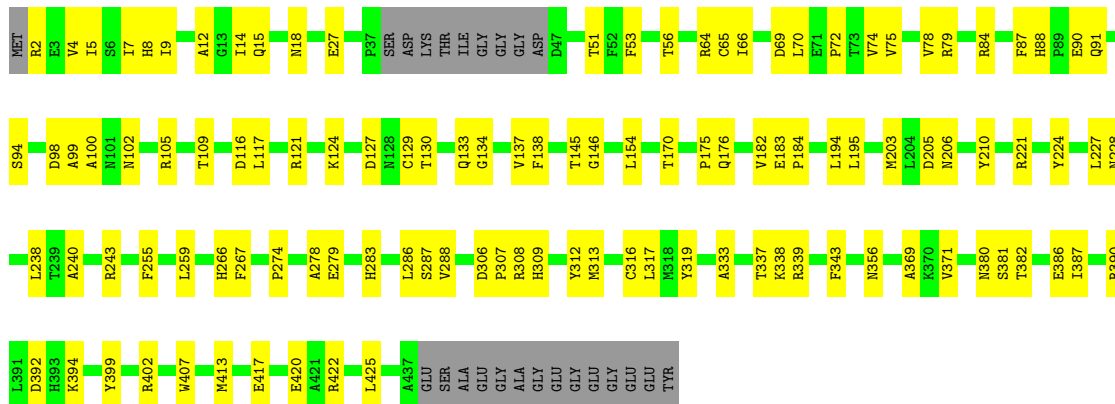 MET R2 E3 V4 I5 S6 I7 H8 I9 A12 G13 I14 Q15 N18 E27 P37 SER ASP LYS THR ILE GLY GLY ASP D47 T51 F52 F53 T56 R64 C65 I66 D69 L70 E71 P72 T73 V74 V75 V78 R79 R84 F87 H88 P89 E90 Q91
S94 D98 A99 A100 N101 N102 R105 T109 D116 L117 R121 K124 D127 N128 C129 T130 Q133 G134 V137 F138 T145 G146 L154 T170 P175 Q176 V182 E183 P184 L194 L195 M203 L204 D205 N206 Y210 R221 Y224 L227
L238 T239 A240 R243 F255 L259 H266 F267 P274 A278 E279 H283 L286 S287 V288 D306 P307 R308 H309 Y312 M313 C316 L317 M318 Y319 A333 T337 K338 R339 F343 N356 A369 K370 V371 N380 S381 T382 E386 I387
L391 D392 H393 K394 Y399 R402 W407 M413 E417 E420 A421 R422 L425 A437 GLU SER ALA GLU GLY ALA GLY GLU GLY GLU GLY GLU GLU TYR